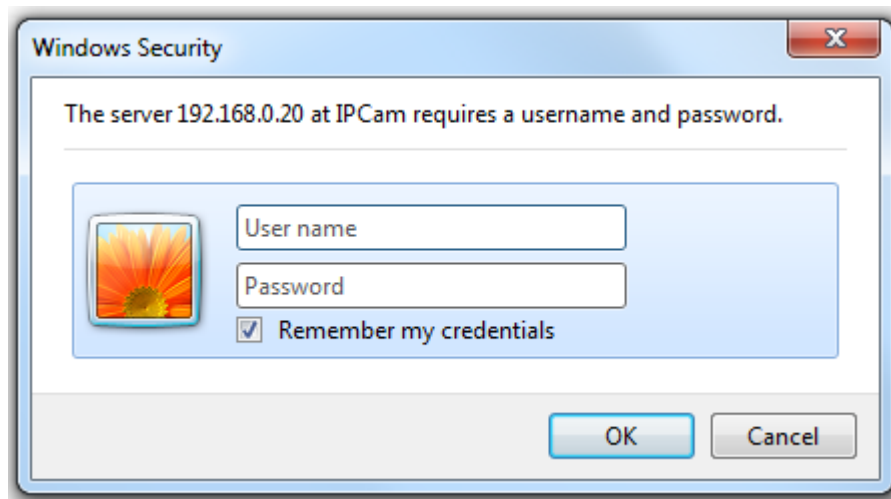 Windows Security
The server 192.168.0.20 at IPCam requires a username and password.
User name
Password
Remember my credentials
OK
Cancel